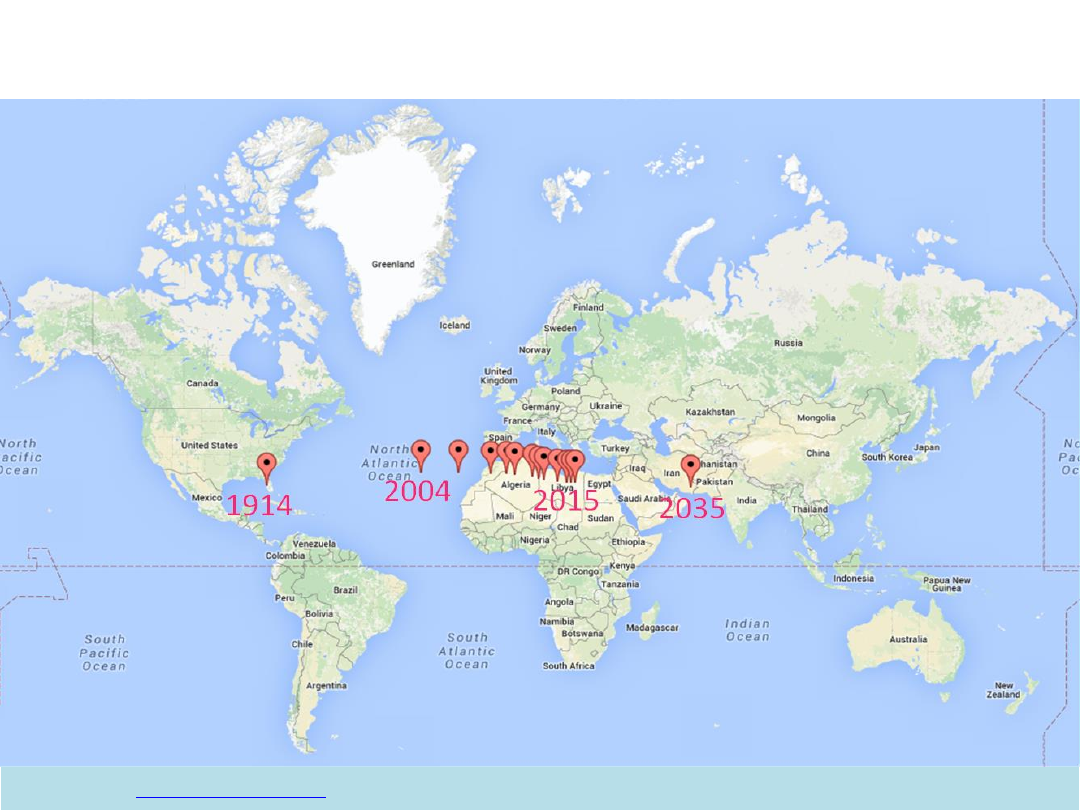 Greenland
Iceland
Finland
Sweden
Norway
Russia
Canada
United
Kingdom
Poland
Germany
Ukraine
France
Kazakhstan
Mongolia
United States
North
Atlantic
Ocean
Spain
Italy
Turkey
China
Japan
South Korea
North
Pacific
Ocean
Iraq
Iran
Pakistan
Mexico
1914
2004
Algeria
Libya
Egypt
2015
Saudi Arabia
2035
India
Thailand
Mali
Niger
Chad
Sudan
Nigeria
Ethiopia
Venezuela
Colombia
DR Congo
Kenya
Tanzania
Indonesia
Papua New
Guinea
Peru
Brazil
Bolivia
Angola
Namibia
Botswana
Madagascar
South
Pacific
Ocean
South
Atlantic
Ocean
Indian
Ocean
Chile
South Africa
Australia
Argentina
New
Zealand